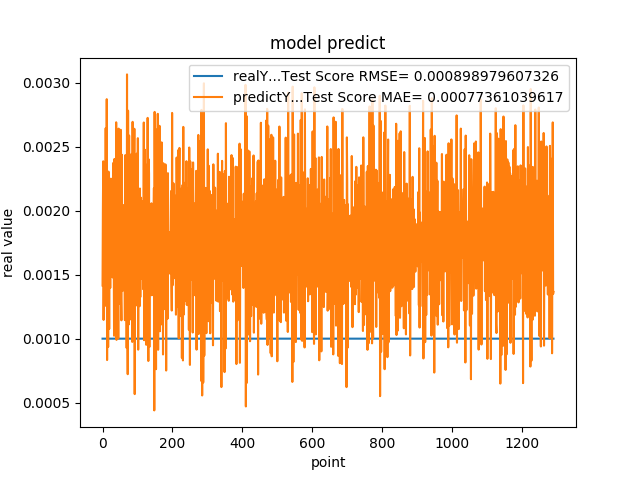 model predict
realY...Test Score RMSE= 0.000898979607326
predictY...Test Score MAE= 0.00077361039617
0.0030
0.0025
0.0020
0.0015
0.0010
0.0005
real value
0 200 400 600 800 1000 1200
point